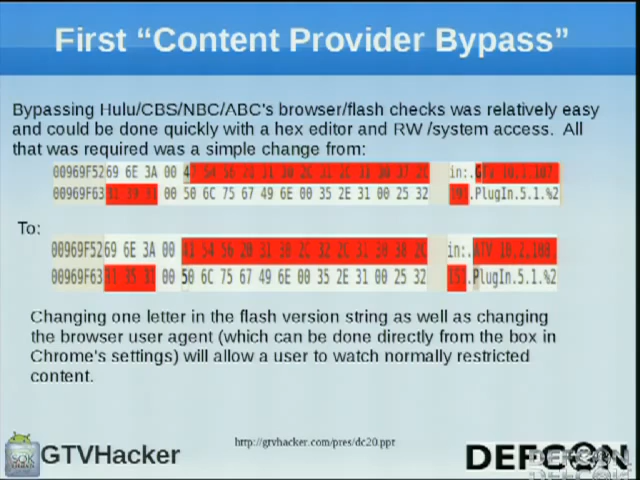 First “Content Provider Bypass”
Bypassing Hulu/CBS/NBC/ABC's browser/flash checks was relatively easy
and could be done quickly with a hex editor and RW /system access. All
that was required was a simple change from:
00969F52 69 6E 3A 00 47 54 56 20 31 30 2C 31 2C 31 30 37 2C in:.GTV 10,1,107
00969F63 50 6C 75 67 49 6E 00 35 2E 31 00 25 32 .PlugIn.5.1.%2
To:
00969F52 69 6E 3A 00 41 54 56 20 31 30 2C 32 2C 31 30 38 2C in:.ATV 10,2,108
00969F63 31 35 31 00 50 6C 75 67 49 6E 00 35 2E 31 00 25 32 151.PlugIn.5.1.%2
Changing one letter in the flash version string as well as changing
the browser user agent (which can be done directly from the box in
Chrome's settings) will allow a user to watch normally restricted
content.
http://gtvhacker.com/pres/dc20.ppt
GTVHacker
DEFCON
DEFCON